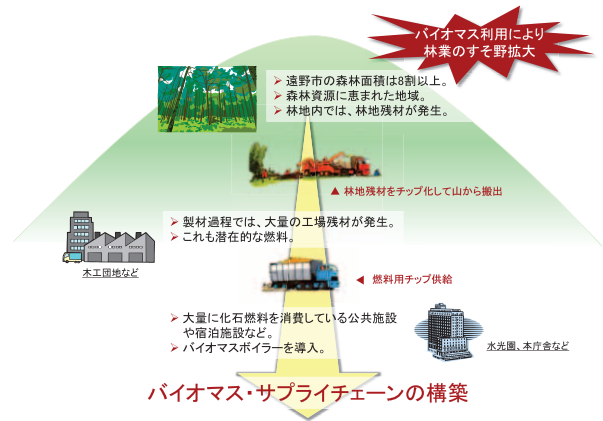 バイオマス利用により
林業のすそ野拡大
➢ 遠野市の森林面積は8割以上。
➢ 森林資源に恵まれた地域。
➢ 林地内では、林地残材が発生。
▲ 林地残材をチップ化して山から搬出
➢ 製材過程では、大量の工場残材が発生。
➢ これも潜在的な燃料。
木工団地など
◀ 燃料用チップ供給
➢ 大量に化石燃料を消費している公共施設
や宿泊施設など。
➢ バイオマスボイラーを導入。
水光園、本庁舎など
バイオマス・サプライチェーンの構築